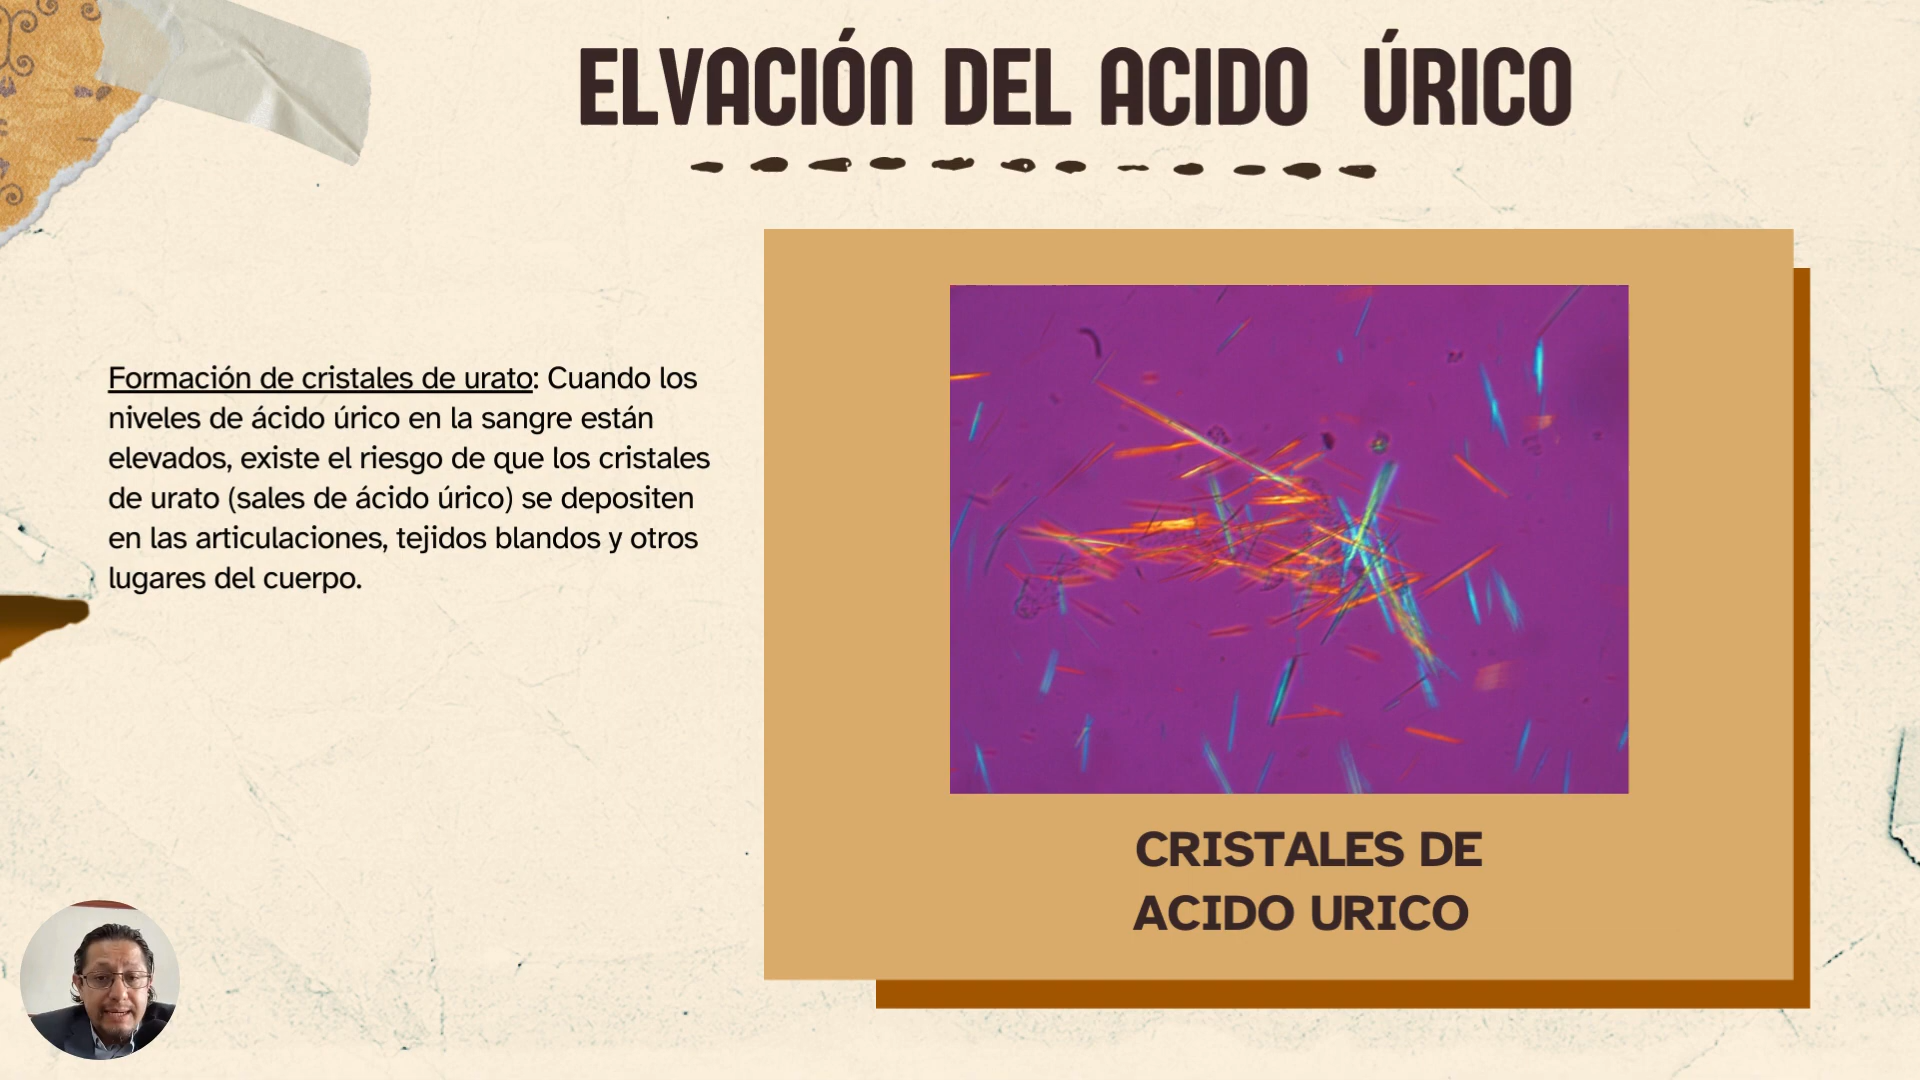 ELVACIÓN DEL ACIDO ÚRICO
Formación de cristales de urato: Cuando los
niveles de ácido úrico en la sangre están
elevados, existe el riesgo de que los cristales
de urato (sales de ácido úrico) se depositen
en las articulaciones, tejidos blandos y otros
lugares del cuerpo.
CRISTALES DE
ACIDO URICO